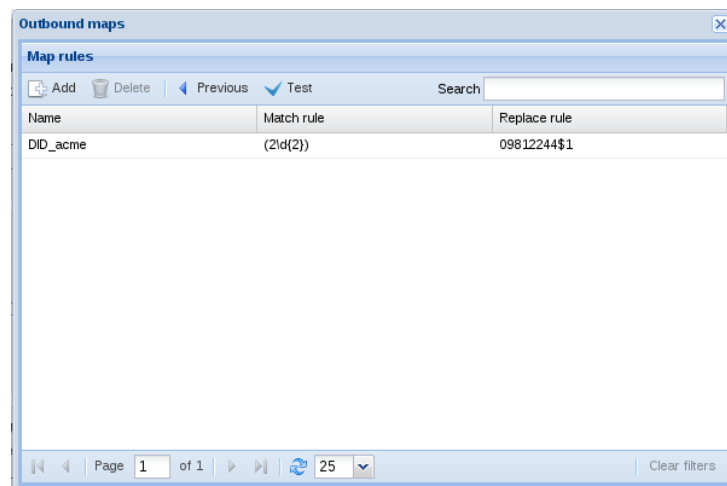 Outbound maps
Map rules
Add Delete Previous Test Search
Name Match rule Replace rule
DID_acme (2\d{2}) 09812244$1
Page 1 of 1 25 Clear filters